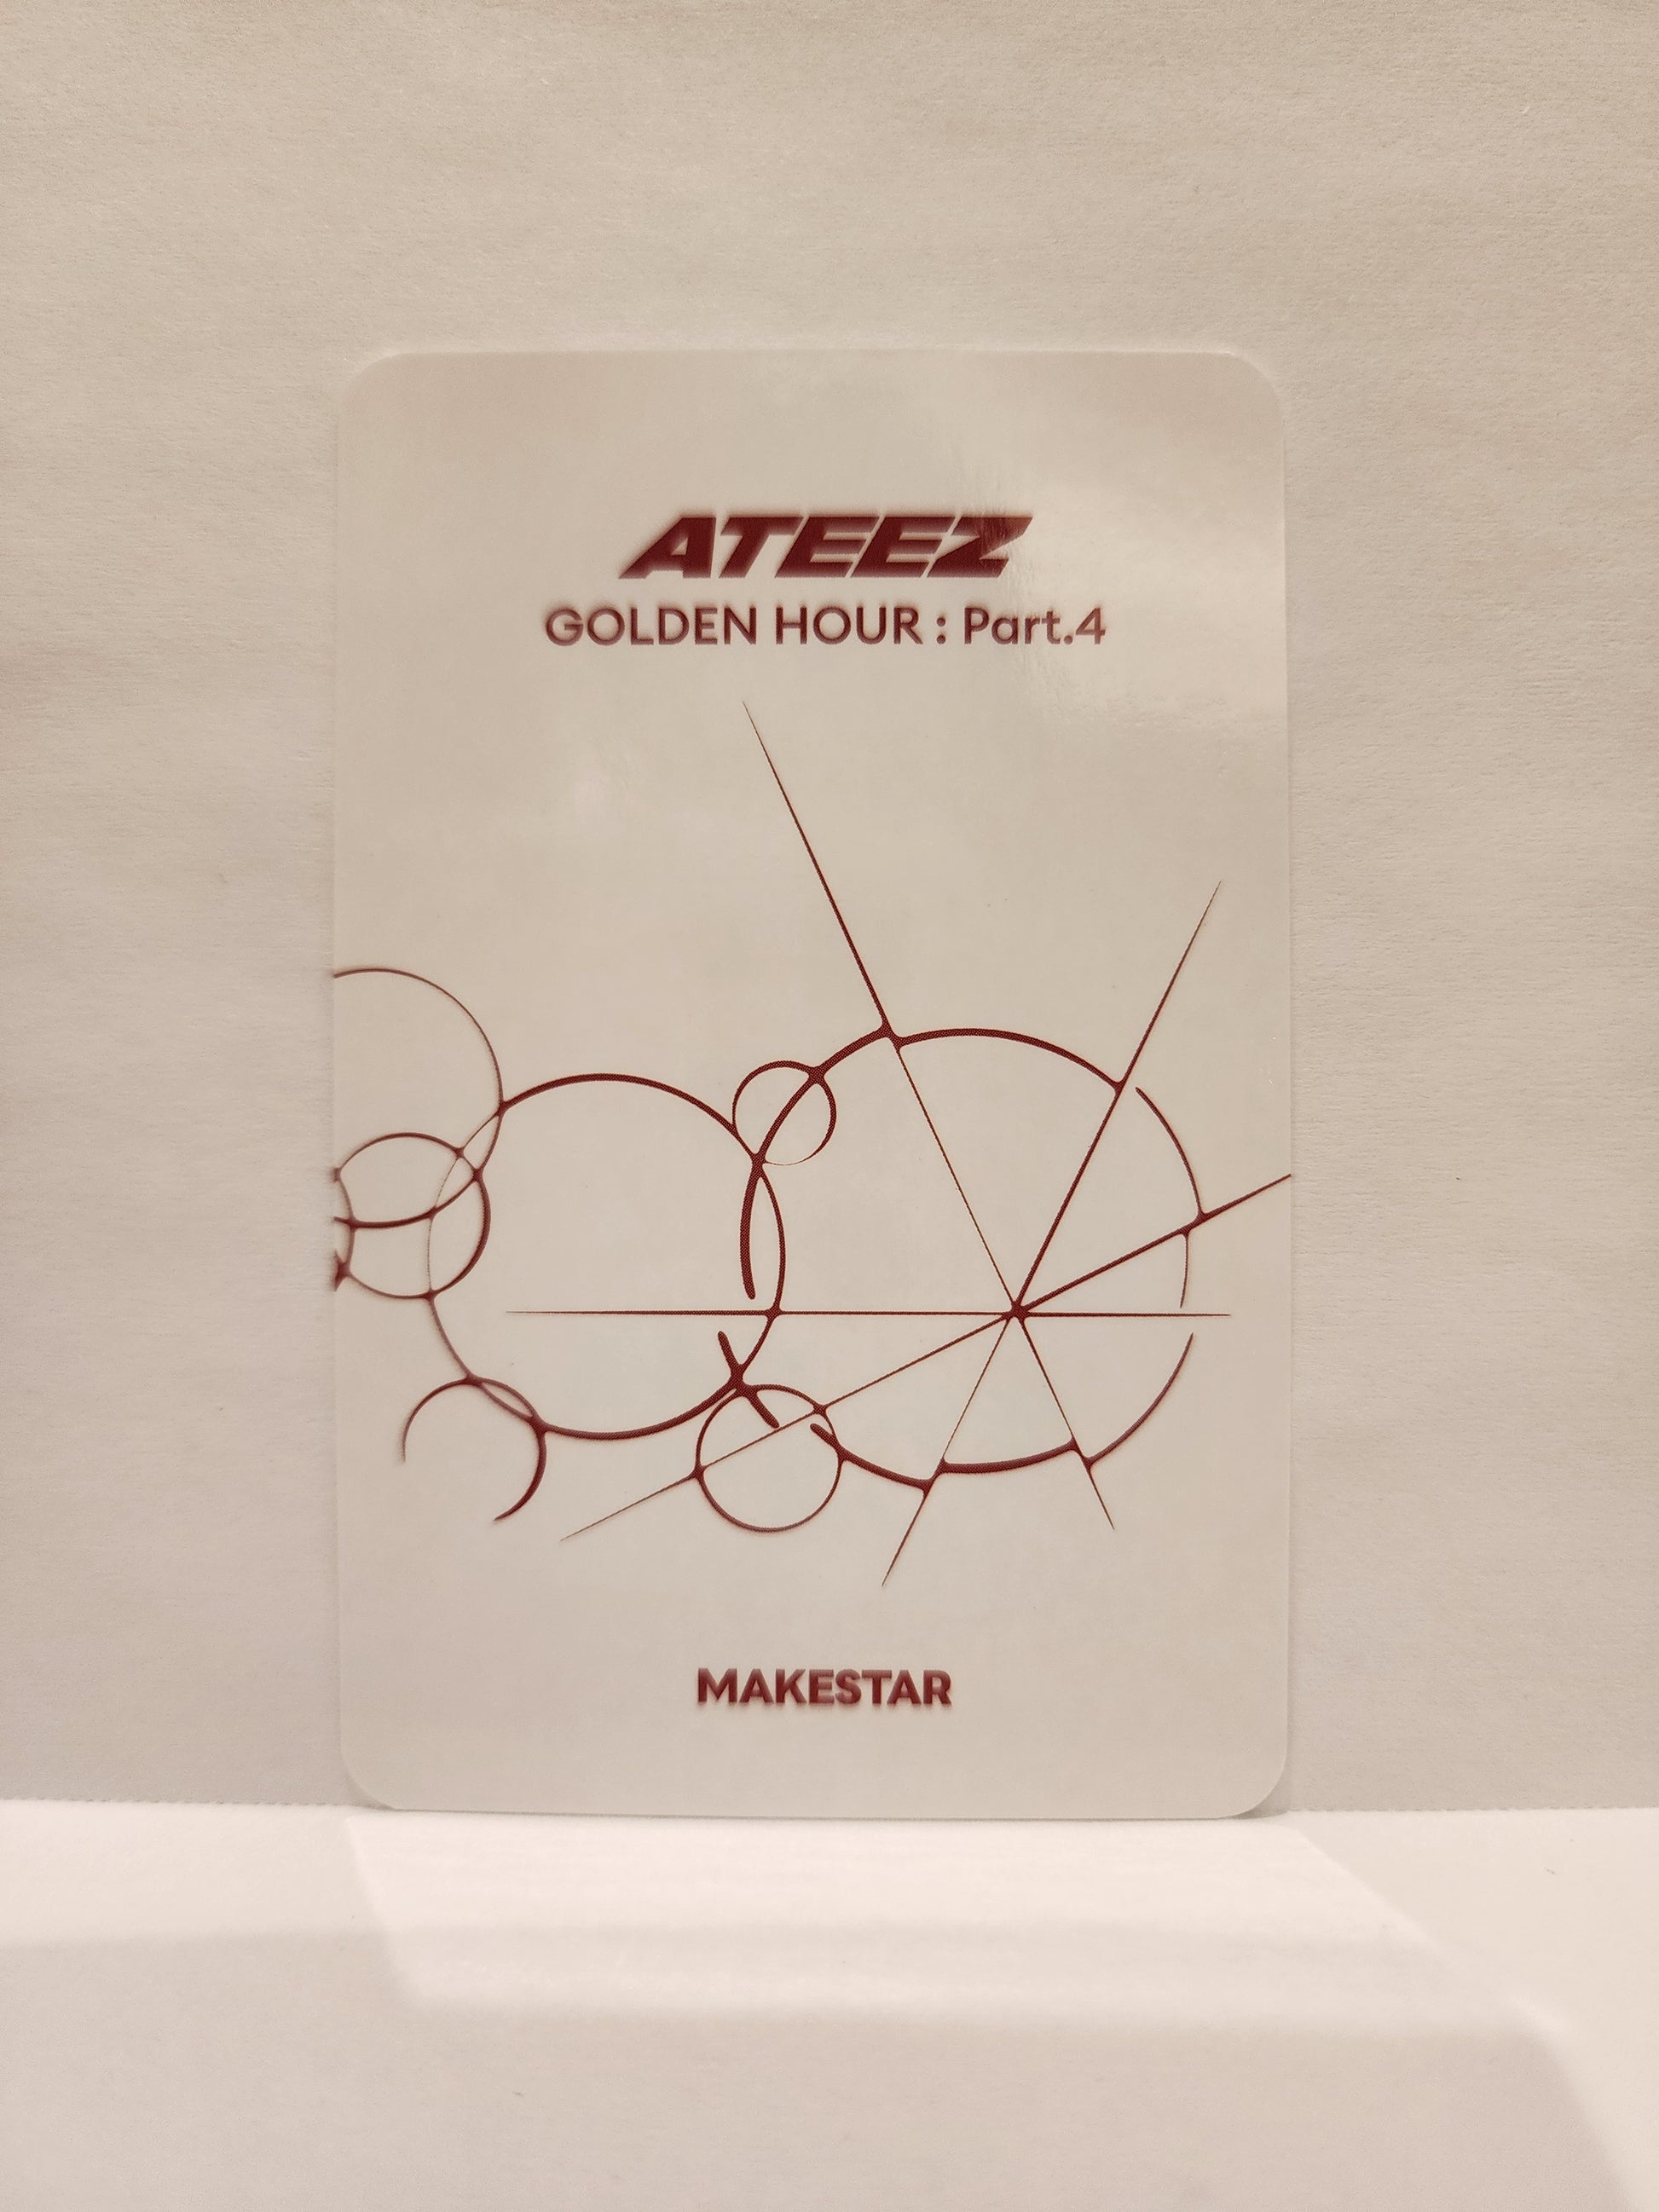 ATEEZ
GOLDEN HOUR : Part.4
MAKESTAR